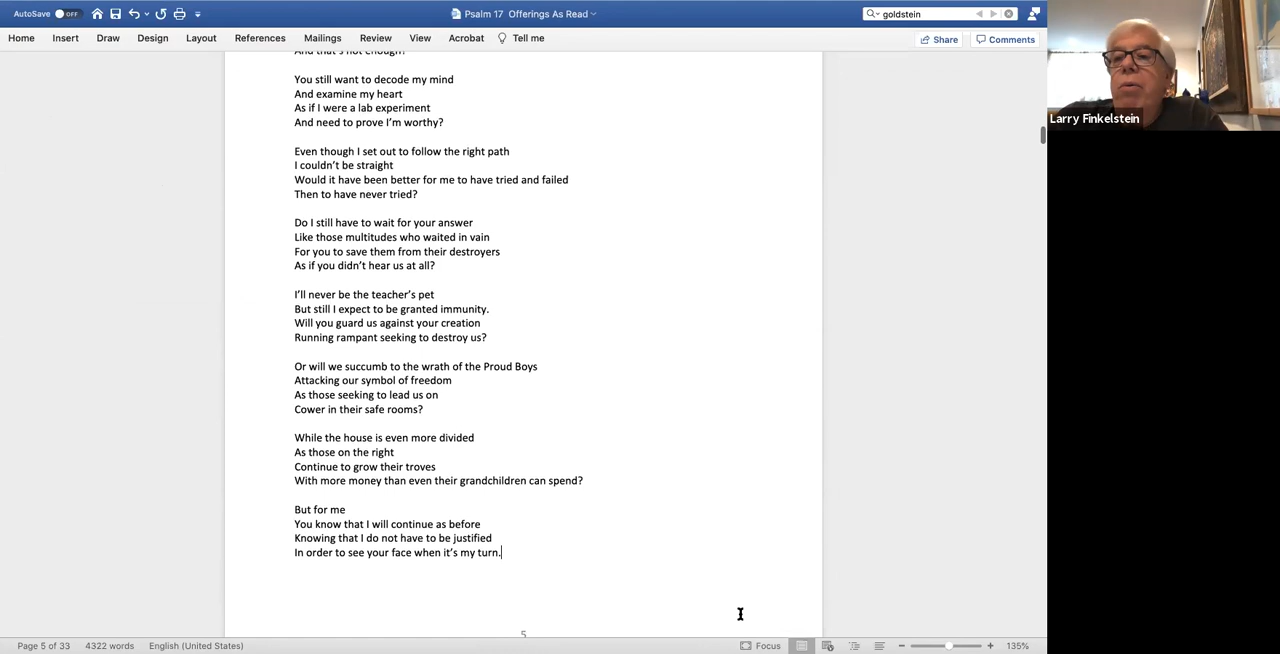 AutoSave OFF
Psalm 17 Offerings As Read
goldstein
Home Insert Draw Design Layout References Mailings Review View Acrobat Tell me
Share Comments
And that's not enough?
You still want to decode my mind
And examine my heart
As if I were a lab experiment
And need to prove I'm worthy?
Even though I set out to follow the right path
I couldn't be straight
Would it have been better for me to have tried and failed
Then to have never tried?
Do I still have to wait for your answer
Like those multitudes who waited in vain
For you to save them from their destroyers
As if you didn't hear us at all?
I'll never be the teacher's pet
But still I expect to be granted immunity.
Will you guard us against your creation
Running rampant seeking to destroy us?
Or will we succumb to the wrath of the Proud Boys
Attacking our symbol of freedom
As those seeking to lead us on
Cower in their safe rooms?
While the house is even more divided
As those on the right
Continue to grow their troves
With more money than even their grandchildren can spend?
But for me
You know that I will continue as before
Knowing that I do not have to be justified
In order to see your face when it's my turn.
5
Page 5 of 33 4322 words English (United States) Focus 135%
Larry Finkelstein